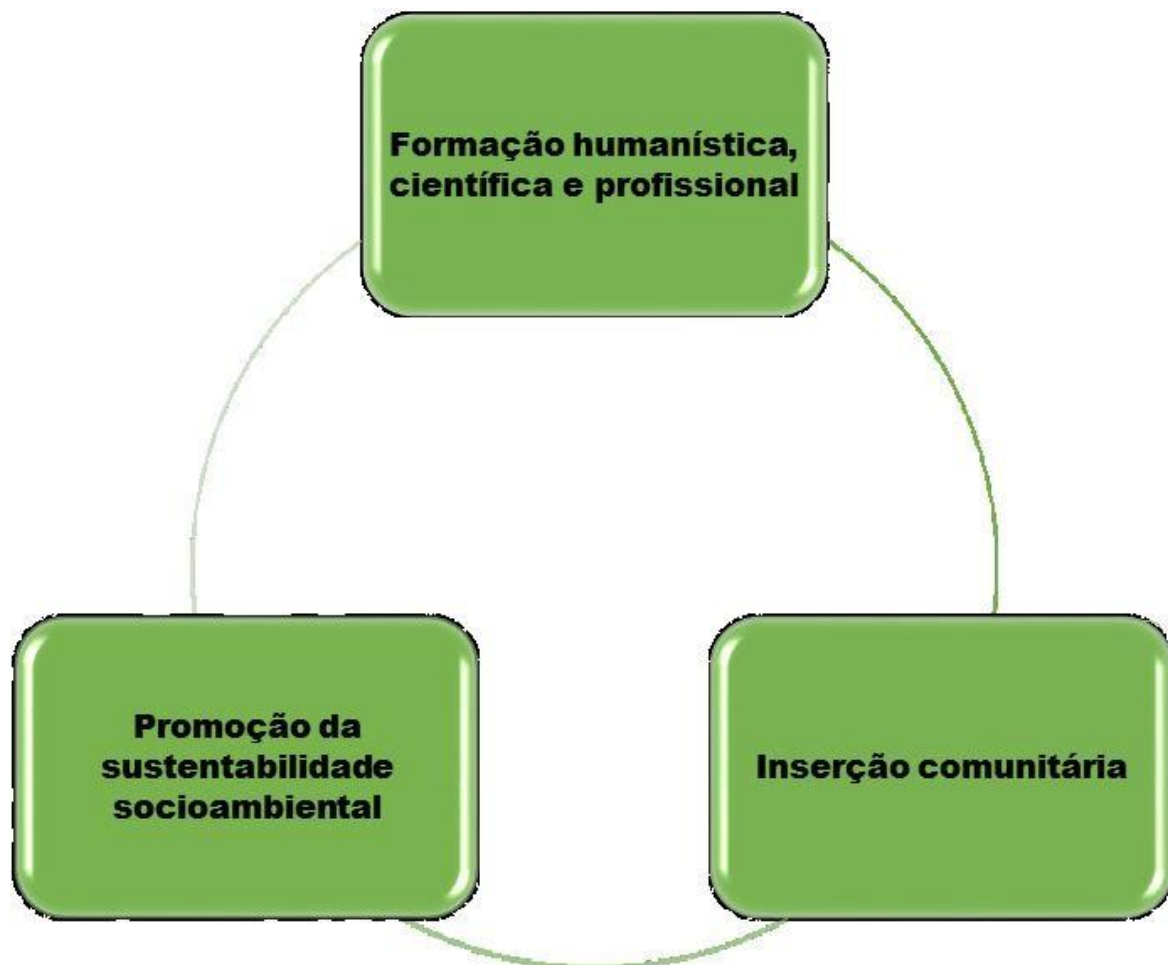 Formação humanística,
científica e profissional
Promoção da
sustentabilidade
socioambiental
Inserção comunitária